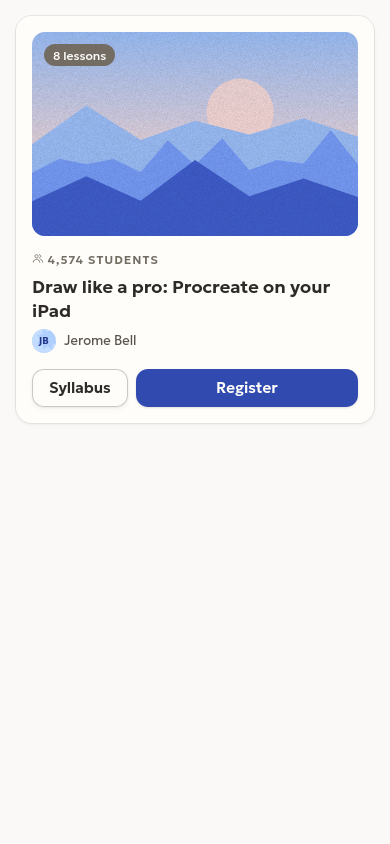 8 lessons
4,574 STUDENTS
Draw like a pro: Procreate on your
iPad
JB
Jerome Bell
Syllabus
Register